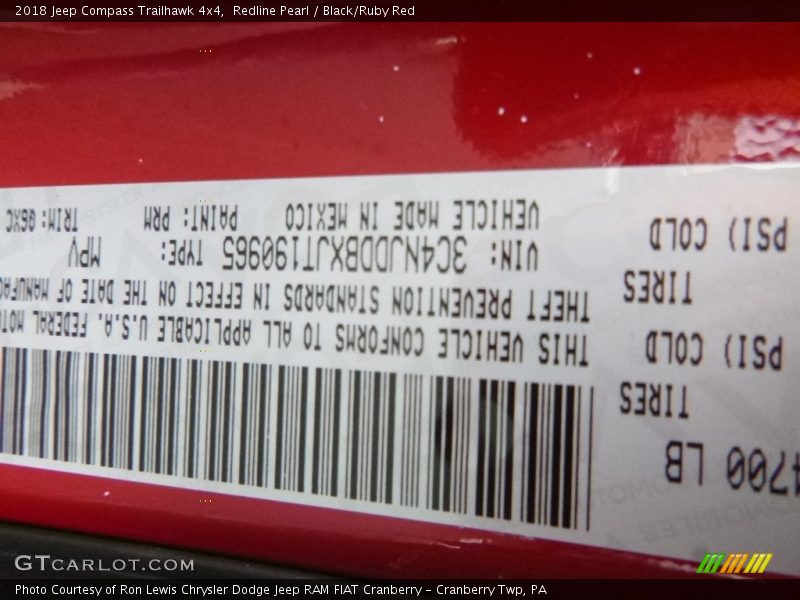 2018 Jeep Compass Trailhawk 4x4, Redline Pearl / Black/Ruby Red
4700 LB
TIRES
PSI) COLD
TIRES
PSI) COLD
THIS VEHICLE CONFORMS TO ALL APPLICABLE U.S.A. FEDERAL MOTO
THEFT PREVENTION STANDARDS IN EFFECT ON THE DATE OF MANUFAC
VIN: 3C4NJDDBXJT190965 TYPE: MPV
VEHICLE MADE IN MEXICO PAINT: PRM TRIM: Q6XC
GTCARLOT.COM
Photo Courtesy of Ron Lewis Chrysler Dodge Jeep RAM FIAT Cranberry – Cranberry Twp, PA